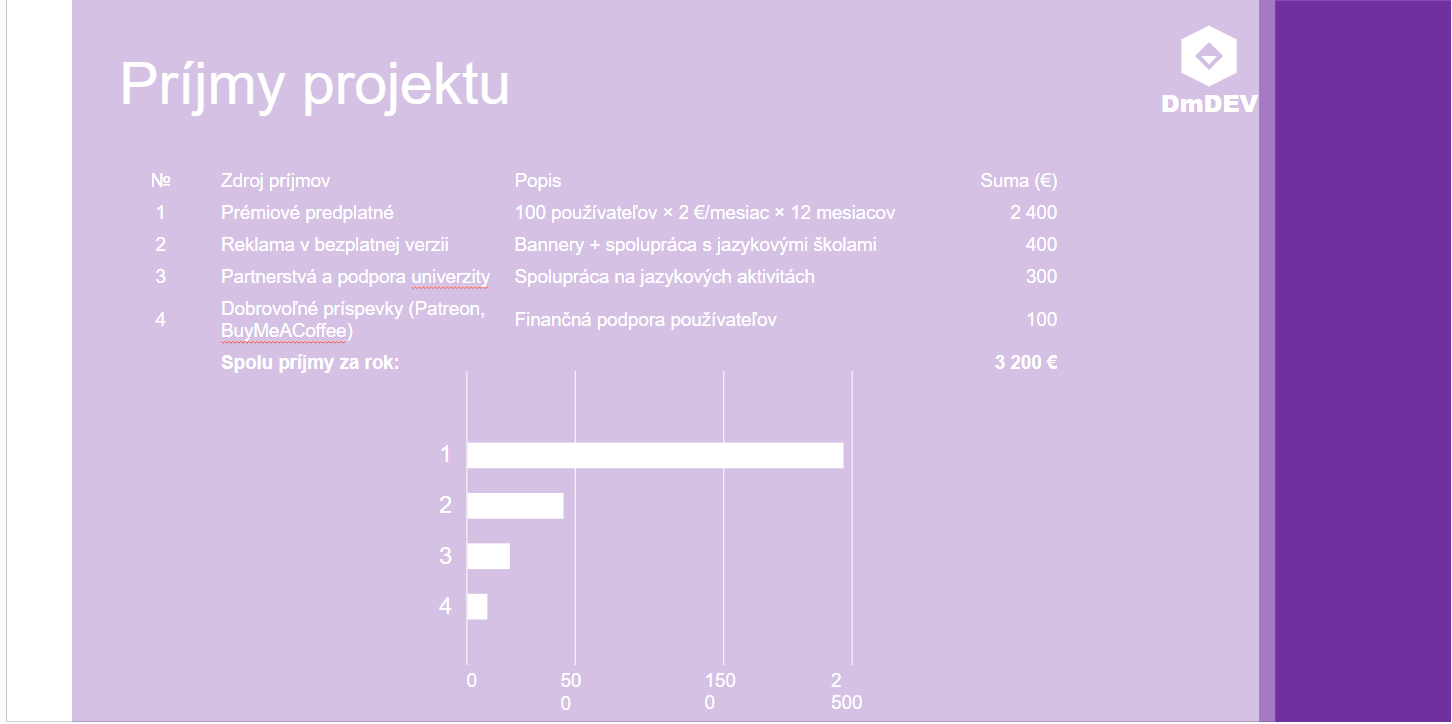 Príjmy projektu
DmDEV
№ Zdroj príjmov Popis Suma (€)
1 Prémiové predplatné 100 používateľov × 2 €/mesiac × 12 mesiacov 2 400
2 Reklama v bezplatnej verzii Bannery + spolupráca s jazykovými školami 400
3 Partnerstvá a podpora univerzity Spolupráca na jazykových aktivitách 300
4 Dobrovoľné príspevky (Patreon, Finančná podpora používateľov 100
BuyMeACoffee)
Spolu príjmy za rok: 3 200 €
1
2
3
4
0 50 150 2
0 0 500